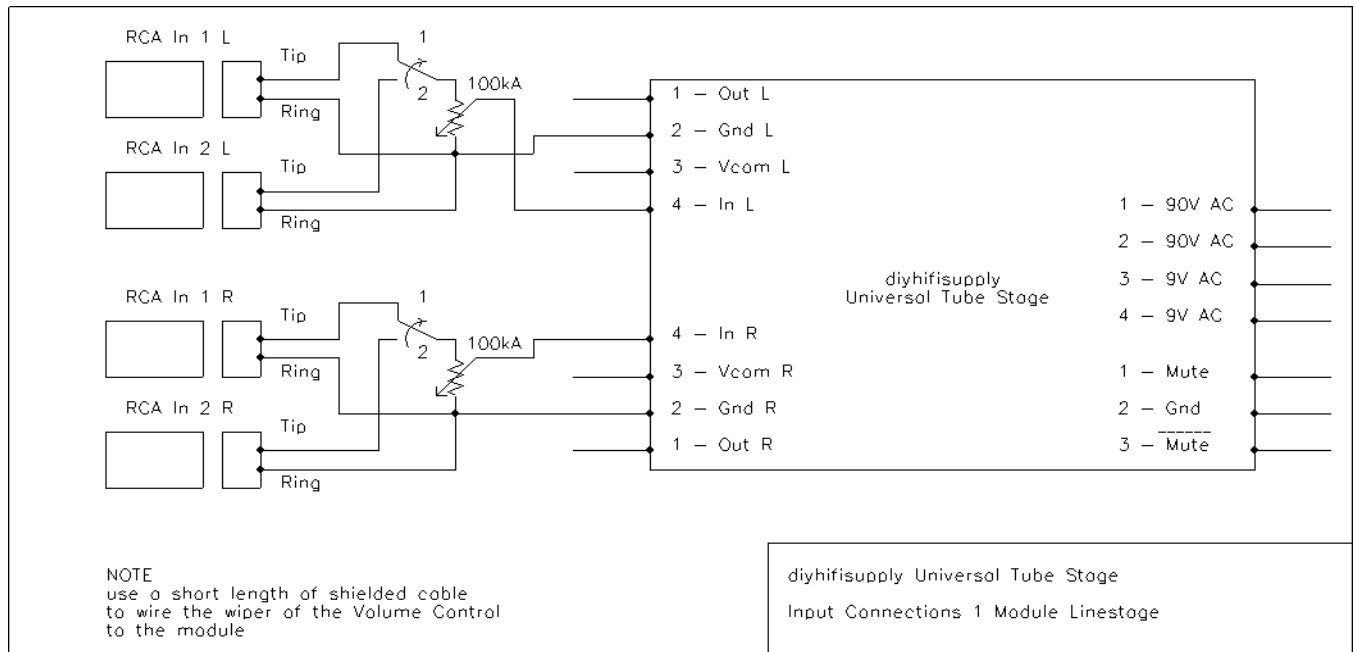 RCA In 1 L
Tip
Ring
1
2
100kA
RCA In 2 L
Tip
Ring
RCA In 1 R
Tip
Ring
1
2
100kA
RCA In 2 R
Tip
Ring
1 – Out L
2 – Gnd L
3 – Vcom L
4 – In L
diyhifisupply
Universal Tube Stage
4 – In R
3 – Vcom R
2 – Gnd R
1 – Out R
1 – 90V AC
2 – 90V AC
3 – 9V AC
4 – 9V AC
1 – Mute
2 – Gnd
3 – Mute
NOTE
use a short length of shielded cable
to wire the wiper of the Volume Control
to the module
diyhifisupply Universal Tube Stage
Input Connections 1 Module Linestage